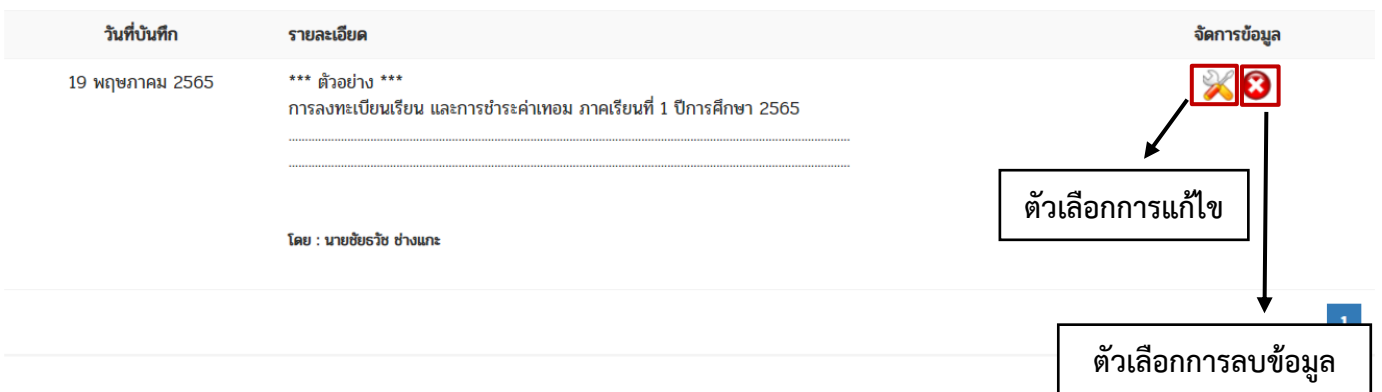 วันที่บันทึก รายละเอียด จัดการข้อมูล
19 พฤษภาคม 2565 *** ตัวอย่าง ***
การลงทะเบียนเรียน และการชำระค่าเทอม ภาคเรียนที่ 1 ปีการศึกษา 2565
ตัวเลือกการแก้ไข
โดย : นายชัยธวัช ช่างแกะ
1
ตัวเลือกการลบข้อมูล